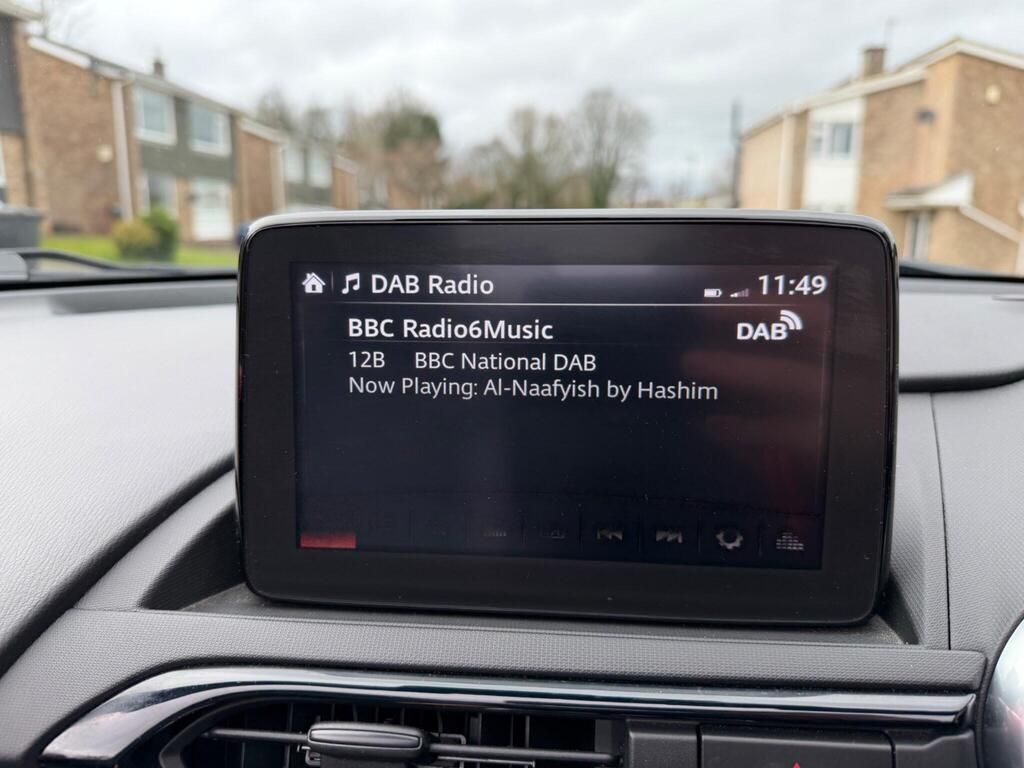 DAB Radio 11:49
BBC Radio6Music DAB
12B BBC National DAB
Now Playing: Al-Naafyish by Hashim